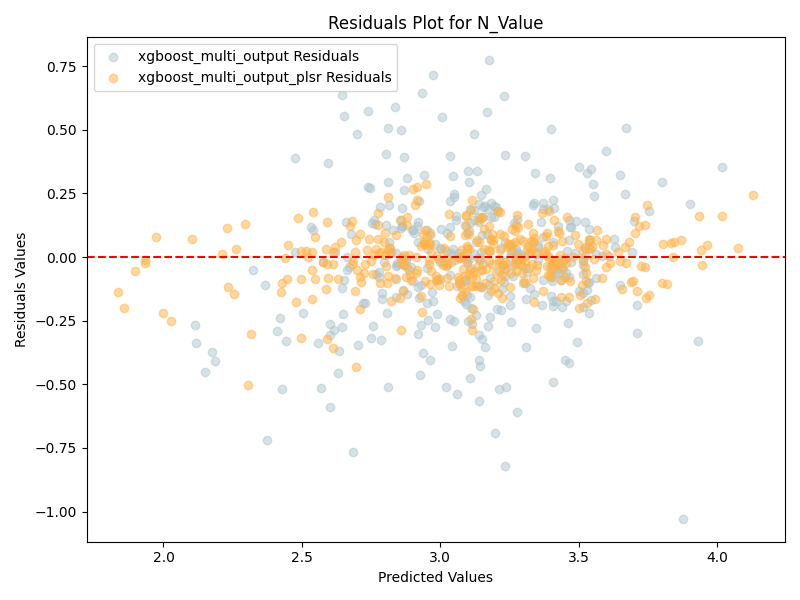 Residuals Plot for N_Value
xgboost_multi_output Residuals
xgboost_multi_output_plsr Residuals
Residuals Values
0.75
0.50
0.25
0.00
−0.25
−0.50
−0.75
−1.00
2.0 2.5 3.0 3.5 4.0
Predicted Values